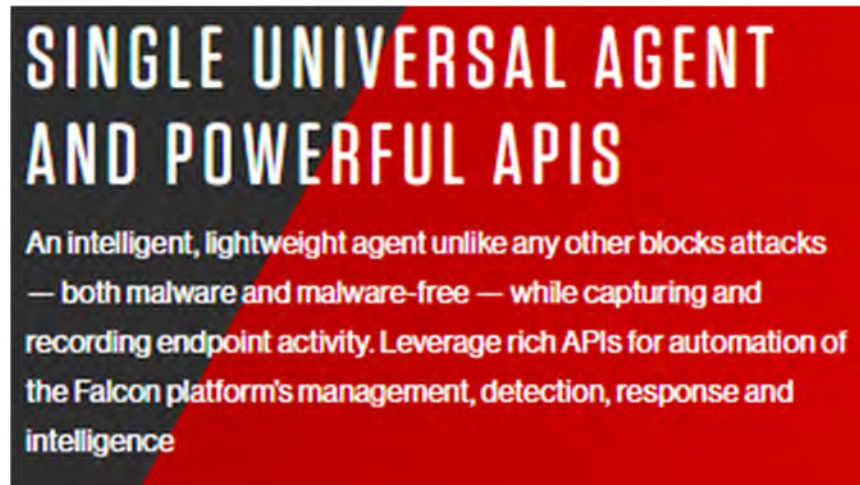 SINGLE UNIVERSAL AGENT
AND POWERFUL APIS
An intelligent, lightweight agent unlike any other blocks attacks
— both malware and malware-free — while capturing and
recording endpoint activity. Leverage rich APIs for automation of
the Falcon platform's management, detection, response and
intelligence